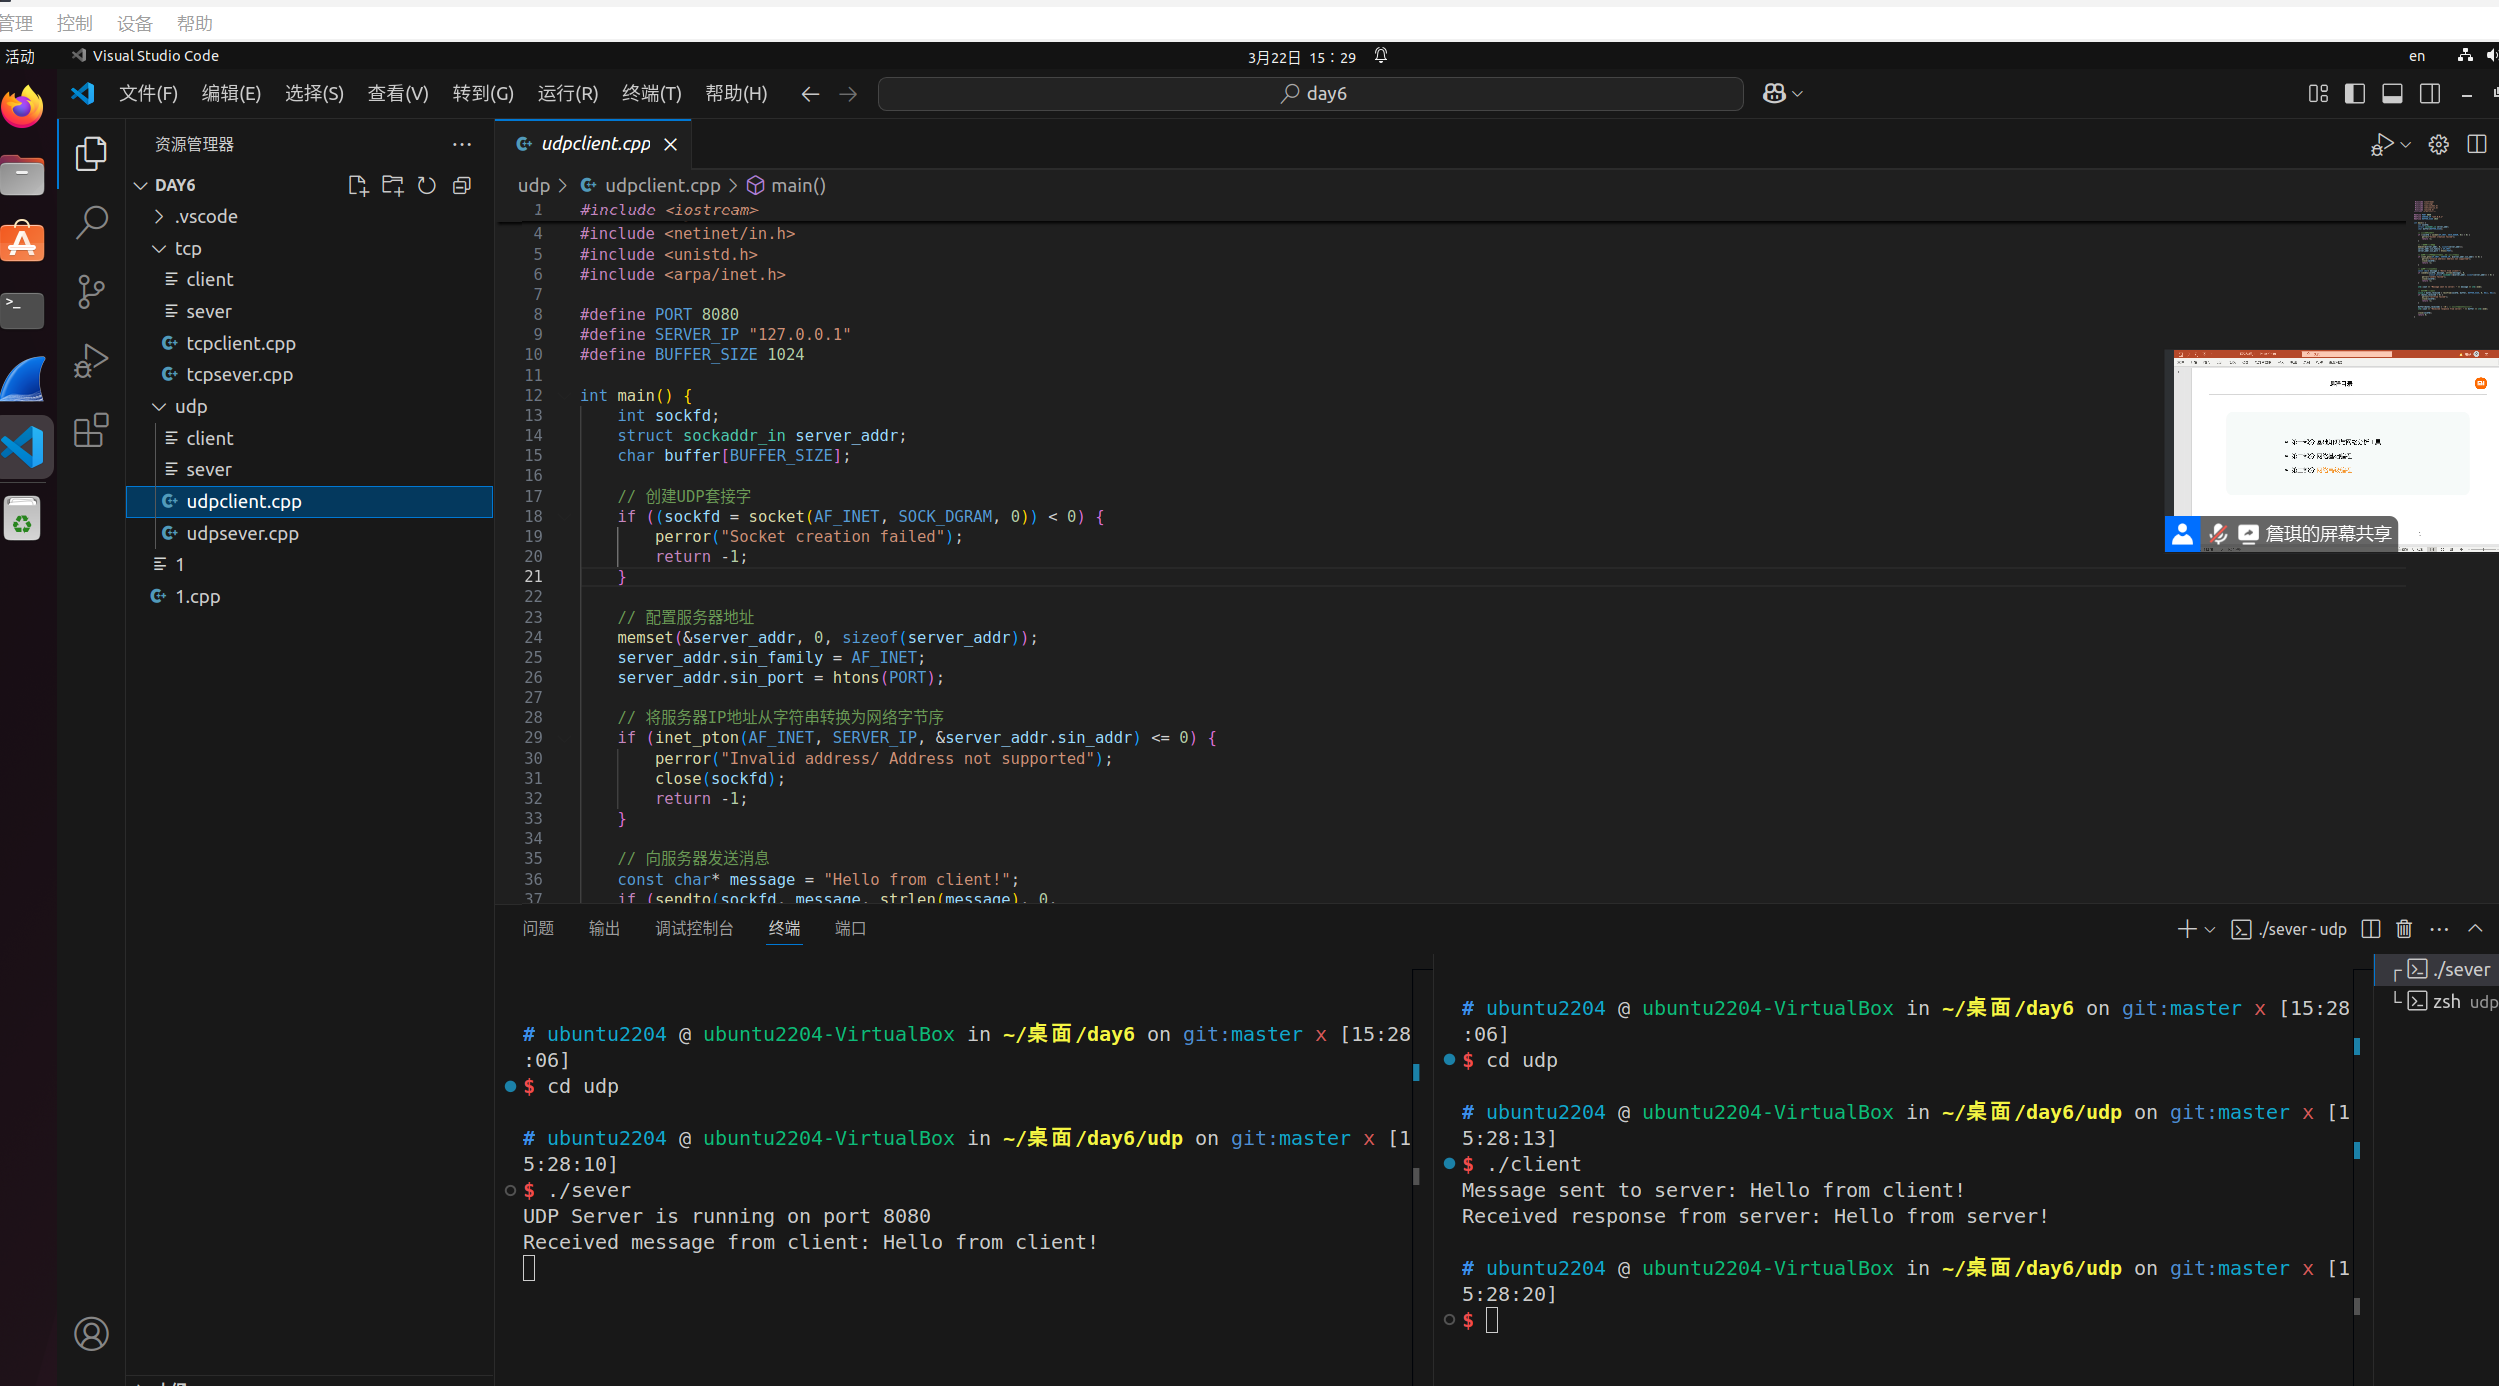 管理 控制 设备 帮助
活动 Visual Studio Code 3月22日 15：29 en
文件(F) 编辑(E) 选择(S) 查看(V) 转到(G) 运行(R) 终端(T) 帮助(H) day6
资源管理器
DAY6
.vscode
tcp
client
sever
tcpclient.cpp
tcpsever.cpp
udp
client
sever
udpclient.cpp
udpsever.cpp
1
1.cpp
udpclient.cpp
udp > udpclient.cpp > main()
1 #include <iostream>
4 #include <netinet/in.h>
5 #include <unistd.h>
6 #include <arpa/inet.h>
7
8 #define PORT 8080
9 #define SERVER_IP "127.0.0.1"
10 #define BUFFER_SIZE 1024
11
12 int main() {
13 int sockfd;
14 struct sockaddr_in server_addr;
15 char buffer[BUFFER_SIZE];
16
17 // 创建UDP套接字
18 if ((sockfd = socket(AF_INET, SOCK_DGRAM, 0)) < 0) {
19 perror("Socket creation failed");
20 return -1;
21 }
22
23 // 配置服务器地址
24 memset(&server_addr, 0, sizeof(server_addr));
25 server_addr.sin_family = AF_INET;
26 server_addr.sin_port = htons(PORT);
27
28 // 将服务器IP地址从字符串转换为网络字节序
29 if (inet_pton(AF_INET, SERVER_IP, &server_addr.sin_addr) <= 0) {
30 perror("Invalid address/ Address not supported");
31 close(sockfd);
32 return -1;
33 }
34
35 // 向服务器发送消息
36 const char* message = "Hello from client!";
37 if (sendto(sockfd, message, strlen(message), 0,
詹琪的屏幕共享
问题 输出 调试控制台 终端 端口 ./sever - udp
./sever
zsh udp
# ubuntu2204 @ ubuntu2204-VirtualBox in ~/桌面/day6 on git:master x [15:28
:06]
$ cd udp
# ubuntu2204 @ ubuntu2204-VirtualBox in ~/桌面/day6/udp on git:master x [1
5:28:10]
$ ./sever
UDP Server is running on port 8080
Received message from client: Hello from client!
# ubuntu2204 @ ubuntu2204-VirtualBox in ~/桌面/day6 on git:master x [15:28
:06]
$ cd udp
# ubuntu2204 @ ubuntu2204-VirtualBox in ~/桌面/day6/udp on git:master x [1
5:28:13]
$ ./client
Message sent to server: Hello from client!
Received response from server: Hello from server!
# ubuntu2204 @ ubuntu2204-VirtualBox in ~/桌面/day6/udp on git:master x [1
5:28:20]
$